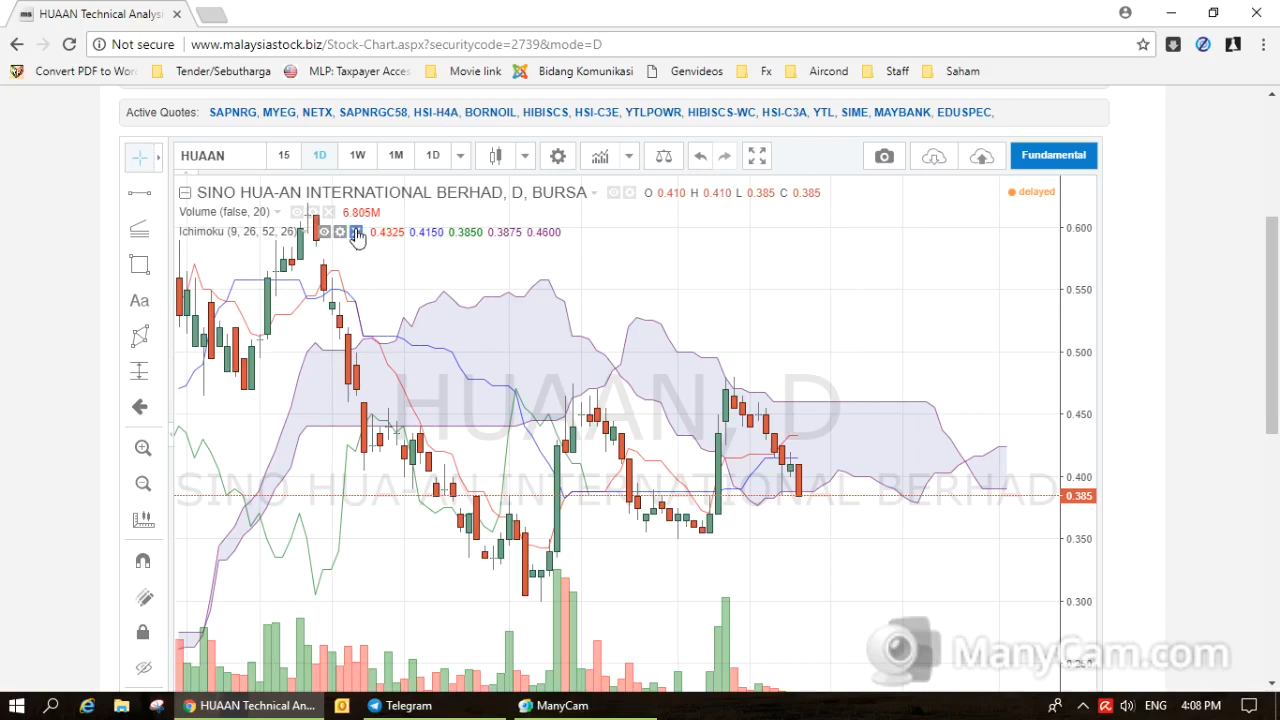 HUAAN Technical Analysi
Not secure
www.malaysiastock.biz/Stock-Chart.aspx?securitycode=2739&mode=D
Convert PDF to Word
Tender/Sebutharga
MLP: Taxpayer Acces
Movie link
Bidang Komunikasi
Genvideos
Fx
Aircond
Staff
Saham
Active Quotes: SAPNRG, MYEG, NETX, SAPNRGC58, HSI-H4A, BORNOIL, HIBISCS, HSI-C3E, YTLPOWR, HIBISCS-WC, HSI-C3A, YTL, SIME, MAYBANK, EDUSPEC,
HUAAN 15 1D 1W 1M 1D Fundamental
SINO HUA-AN INTERNATIONAL BERHAD, D, BURSA O 0.410 H 0.410 L 0.385 C 0.385
delayed
Volume (false, 20) 6.805M
Ichimoku (9, 26, 52, 26) 0.4325 0.4150 0.3850 0.3875 0.4600
Aa
0.600
0.550
0.500
0.450
0.400
0.385
0.350
0.300
HUAAN, D
SINO HUA-AN INTERNATIONAL BERHAD
ManyCam.com
HUAAN Technical An...
Telegram
ManyCam
ENG
4:08 PM